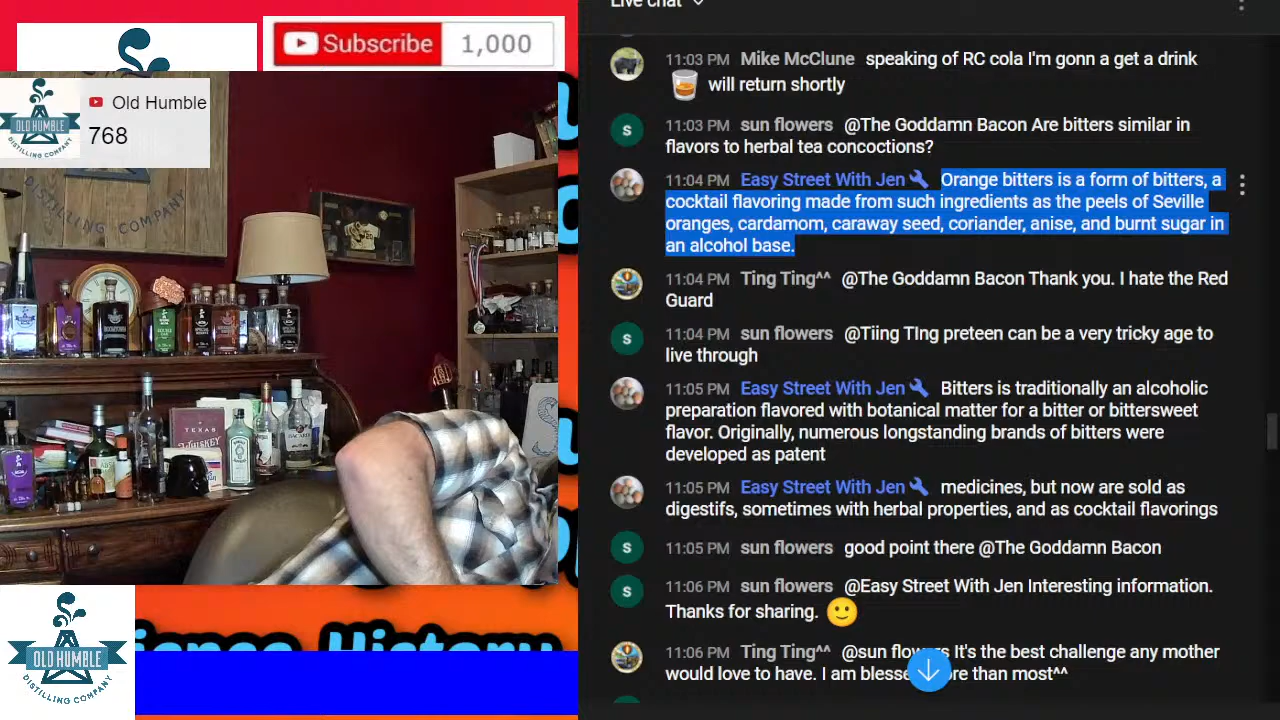 Subscribe 1,000
Old Humble
768
OLD HUMBLE
DISTILLING COMPANY
DISTILLING COMPANY
TEXAS
WHISKEY
BACARDI
OLD HUMBLE
DISTILLING COMPANY
ience History
Live chat
11:03 PM Mike McClune speaking of RC cola I'm gonn a get a drink
🥃 will return shortly
S 11:03 PM sun flowers @The Goddamn Bacon Are bitters similar in
flavors to herbal tea concoctions?
11:04 PM Easy Street With Jen Orange bitters is a form of bitters, a
cocktail flavoring made from such ingredients as the peels of Seville
oranges, cardamom, caraway seed, coriander, anise, and burnt sugar in
an alcohol base.
11:04 PM Ting Ting^^ @The Goddamn Bacon Thank you. I hate the Red
Guard
S 11:04 PM sun flowers @Tiing TIng preteen can be a very tricky age to
live through
11:05 PM Easy Street With Jen Bitters is traditionally an alcoholic
preparation flavored with botanical matter for a bitter or bittersweet
flavor. Originally, numerous longstanding brands of bitters were
developed as patent
11:05 PM Easy Street With Jen medicines, but now are sold as
digestifs, sometimes with herbal properties, and as cocktail flavorings
S 11:05 PM sun flowers good point there @The Goddamn Bacon
S 11:06 PM sun flowers @Easy Street With Jen Interesting information.
Thanks for sharing. 🙂
11:06 PM Ting Ting^^ @sun flowers It's the best challenge any mother
would love to have. I am blesse re than most^^